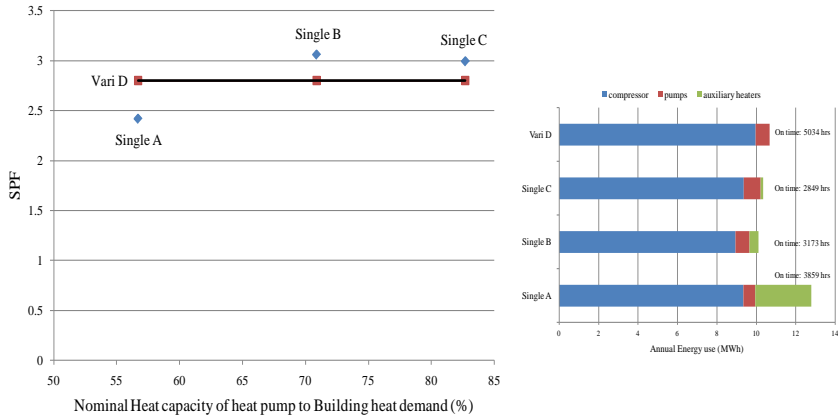 3.5
3
2.5
2
1.5
1
0.5
0
SPF
Single B
Single C
Vari D
Single A
50 55 60 65 70 75 80 85
Nominal Heat capacity of heat pump to Building heat demand (%)
compressor pumps auxiliary heaters
Vari D
On time: 5034 hrs
Single C
On time: 2849 hrs
Single B
On time: 3173 hrs
On time: 3859 hrs
Single A
0 2 4 6 8 10 12 14
Annual Energy use (MWh)